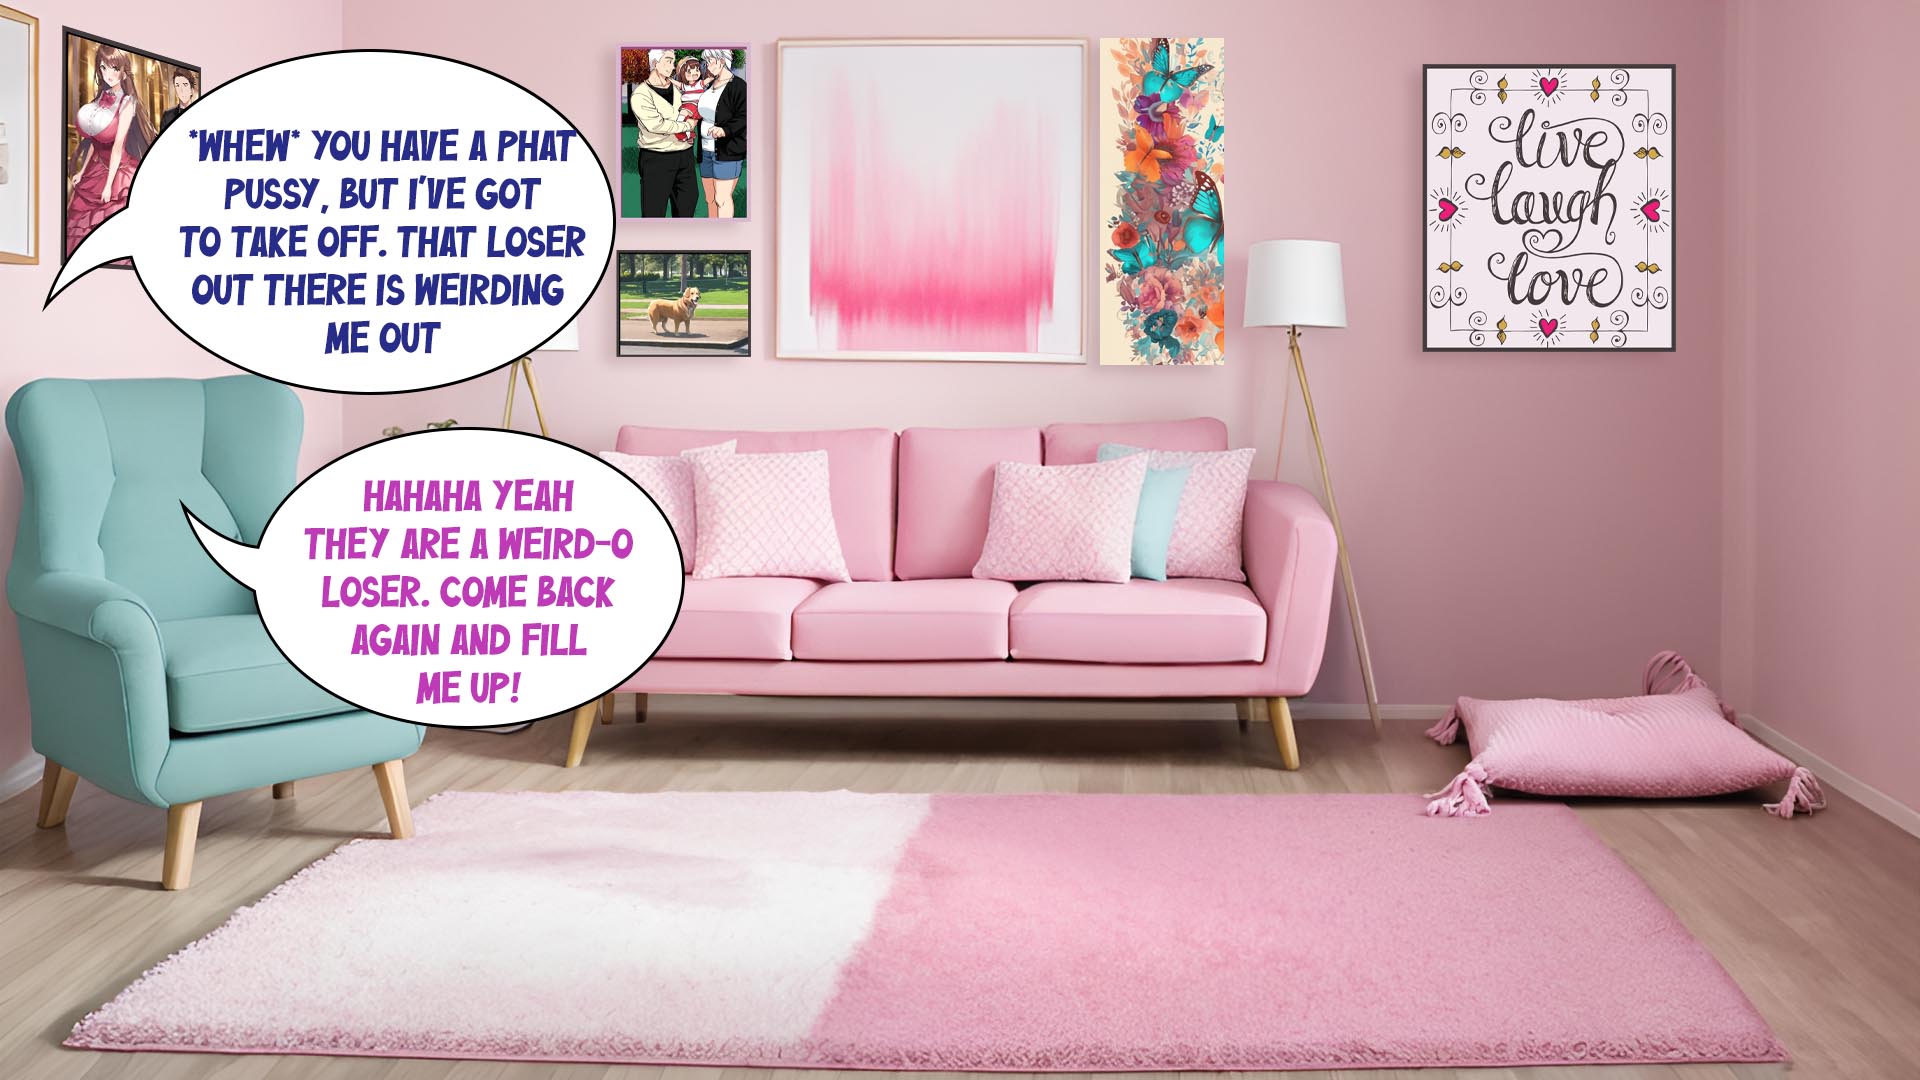 *WHEW* YOU HAVE A PHAT
PUSSY, BUT I'VE GOT
TO TAKE OFF. THAT LOSER
OUT THERE IS WEIRDING
ME OUT
HAHAHA YEAH
THEY ARE A WEIRD-O
LOSER. COME BACK
AGAIN AND FILL
ME UP!
live
laugh
love